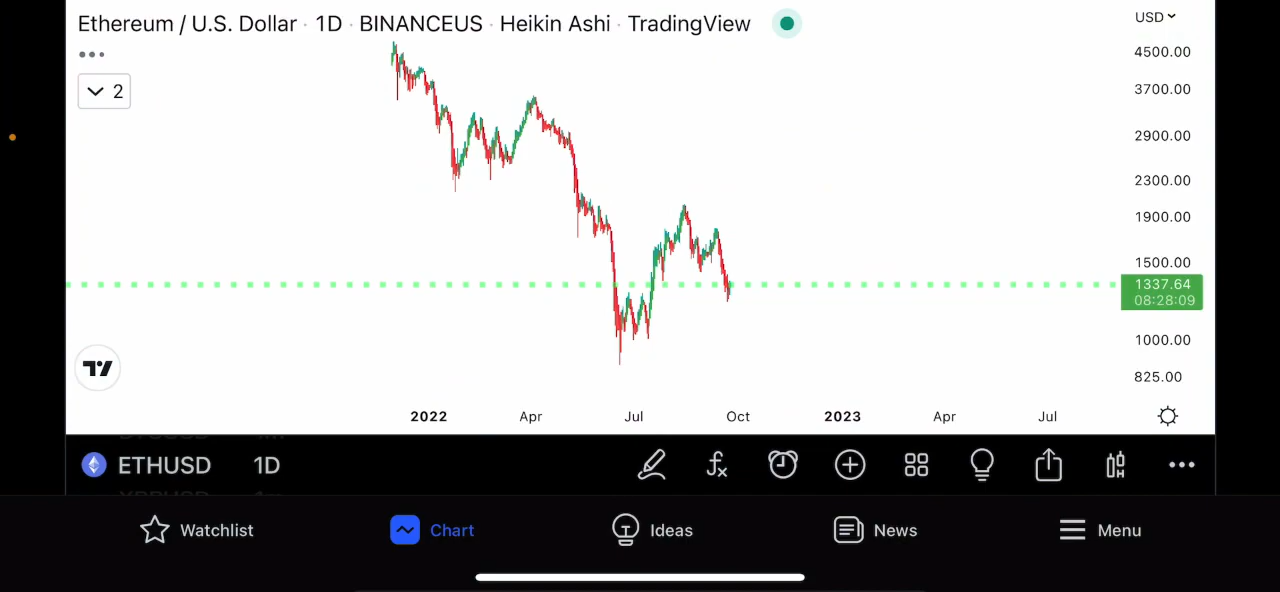 Ethereum / U.S. Dollar · 1D · BINANCEUS · Heikin Ashi · TradingView
USD
2
4500.00
3700.00
2900.00
2300.00
1900.00
1500.00
1337.64
08:28:09
1000.00
825.00
2022 Apr Jul Oct 2023 Apr Jul
ETHUSD 1D
Watchlist Chart Ideas News Menu